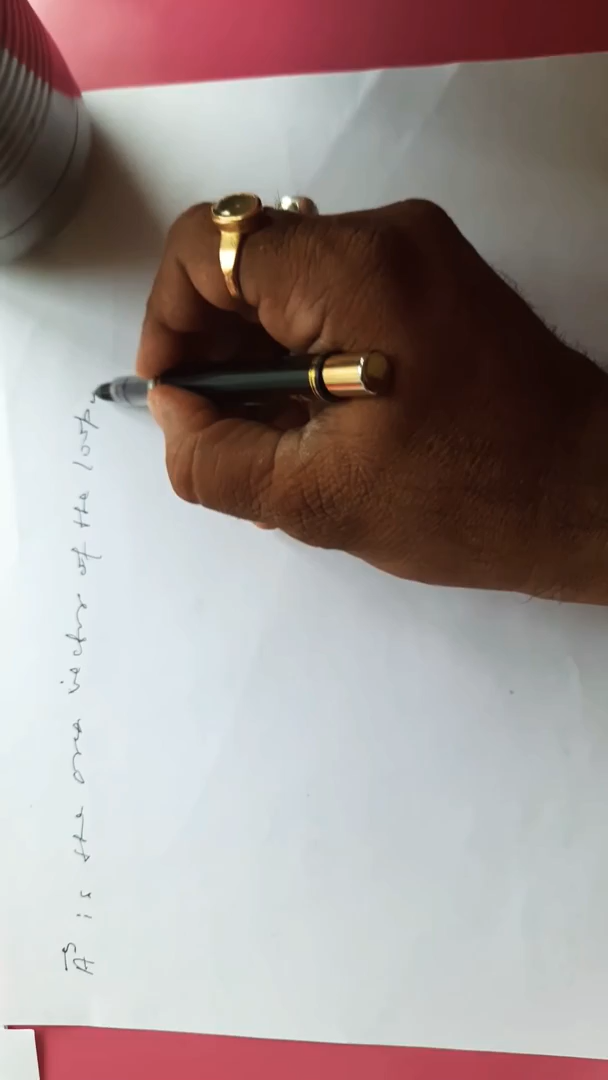 A⃗ is the area vector of the loop,